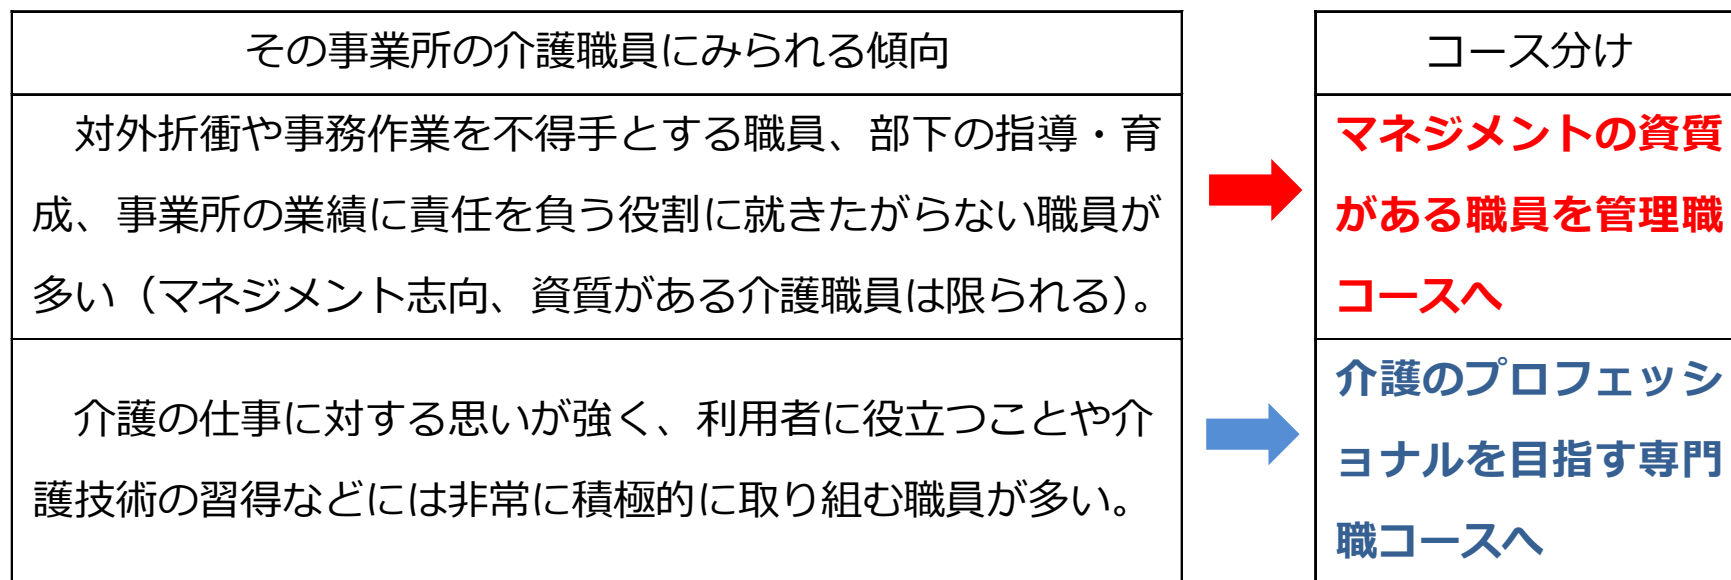 その事業所の介護職員にみられる傾向
対外折衝や事務作業を不得手とする職員、部下の指導・育
成、事業所の業績に責任を負う役割に就きたがらない職員が
多い（マネジメント志向、資質がある介護職員は限られる）。
介護の仕事に対する思いが強く、利用者に役立つことや介
護技術の習得などには非常に積極的に取り組む職員が多い。
コース分け
マネジメントの資質
がある職員を管理職
コースへ
介護のプロフェッシ
ョナルを目指す専門
職コースへ